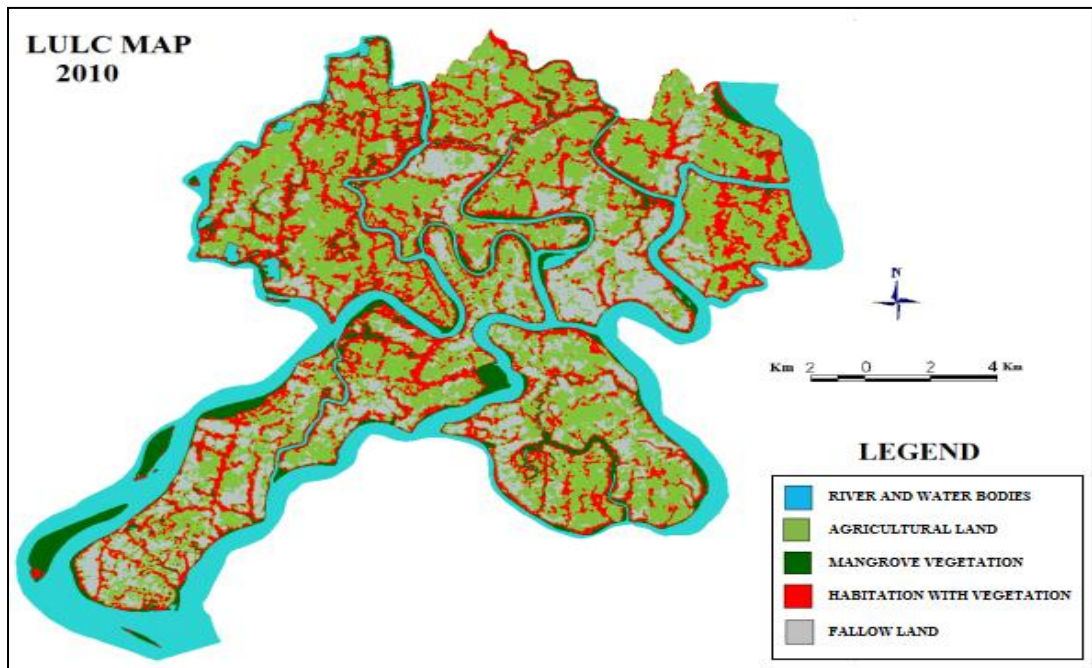 LULC MAP
2010
N
Km 2 0 2 4 Km
LEGEND
RIVER AND WATER BODIES
AGRICULTURAL LAND
MANGROVE VEGETATION
HABITATION WITH VEGETATION
FALLOW LAND